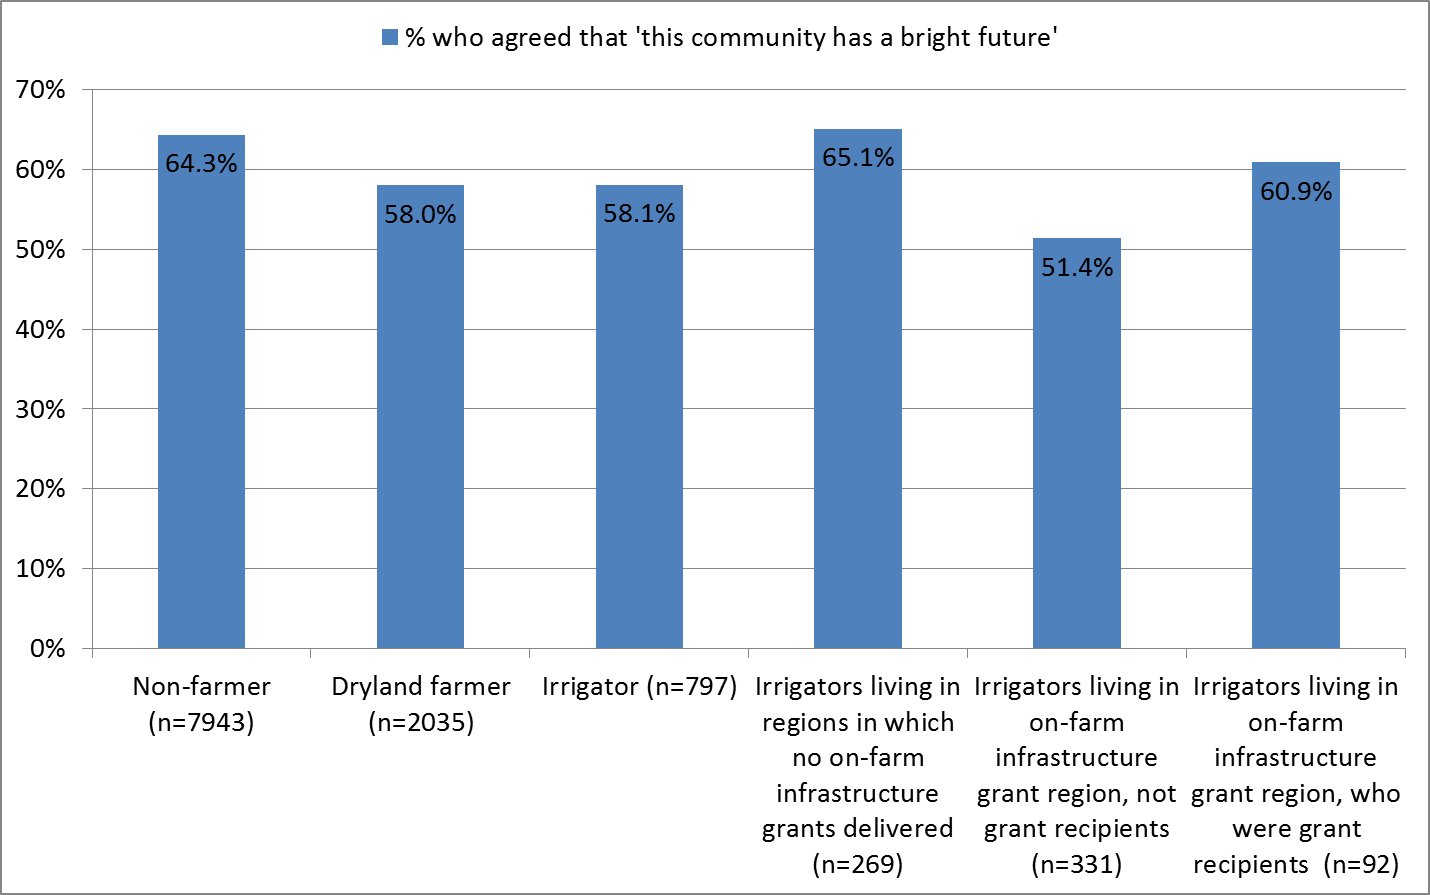 % who agreed that 'this community has a bright future'
70%
60%
50%
40%
30%
20%
10%
0%
64.3%
58.0%
58.1%
65.1%
51.4%
60.9%
Non-farmer
(n=7943)
Dryland farmer
(n=2035)
Irrigator (n=797)
Irrigators living in
regions in which
no on-farm
infrastructure
grants delivered
(n=269)
Irrigators living in
on-farm
infrastructure
grant region, not
grant recipients
(n=331)
Irrigators living in
on-farm
infrastructure
grant region, who
were grant
recipients (n=92)